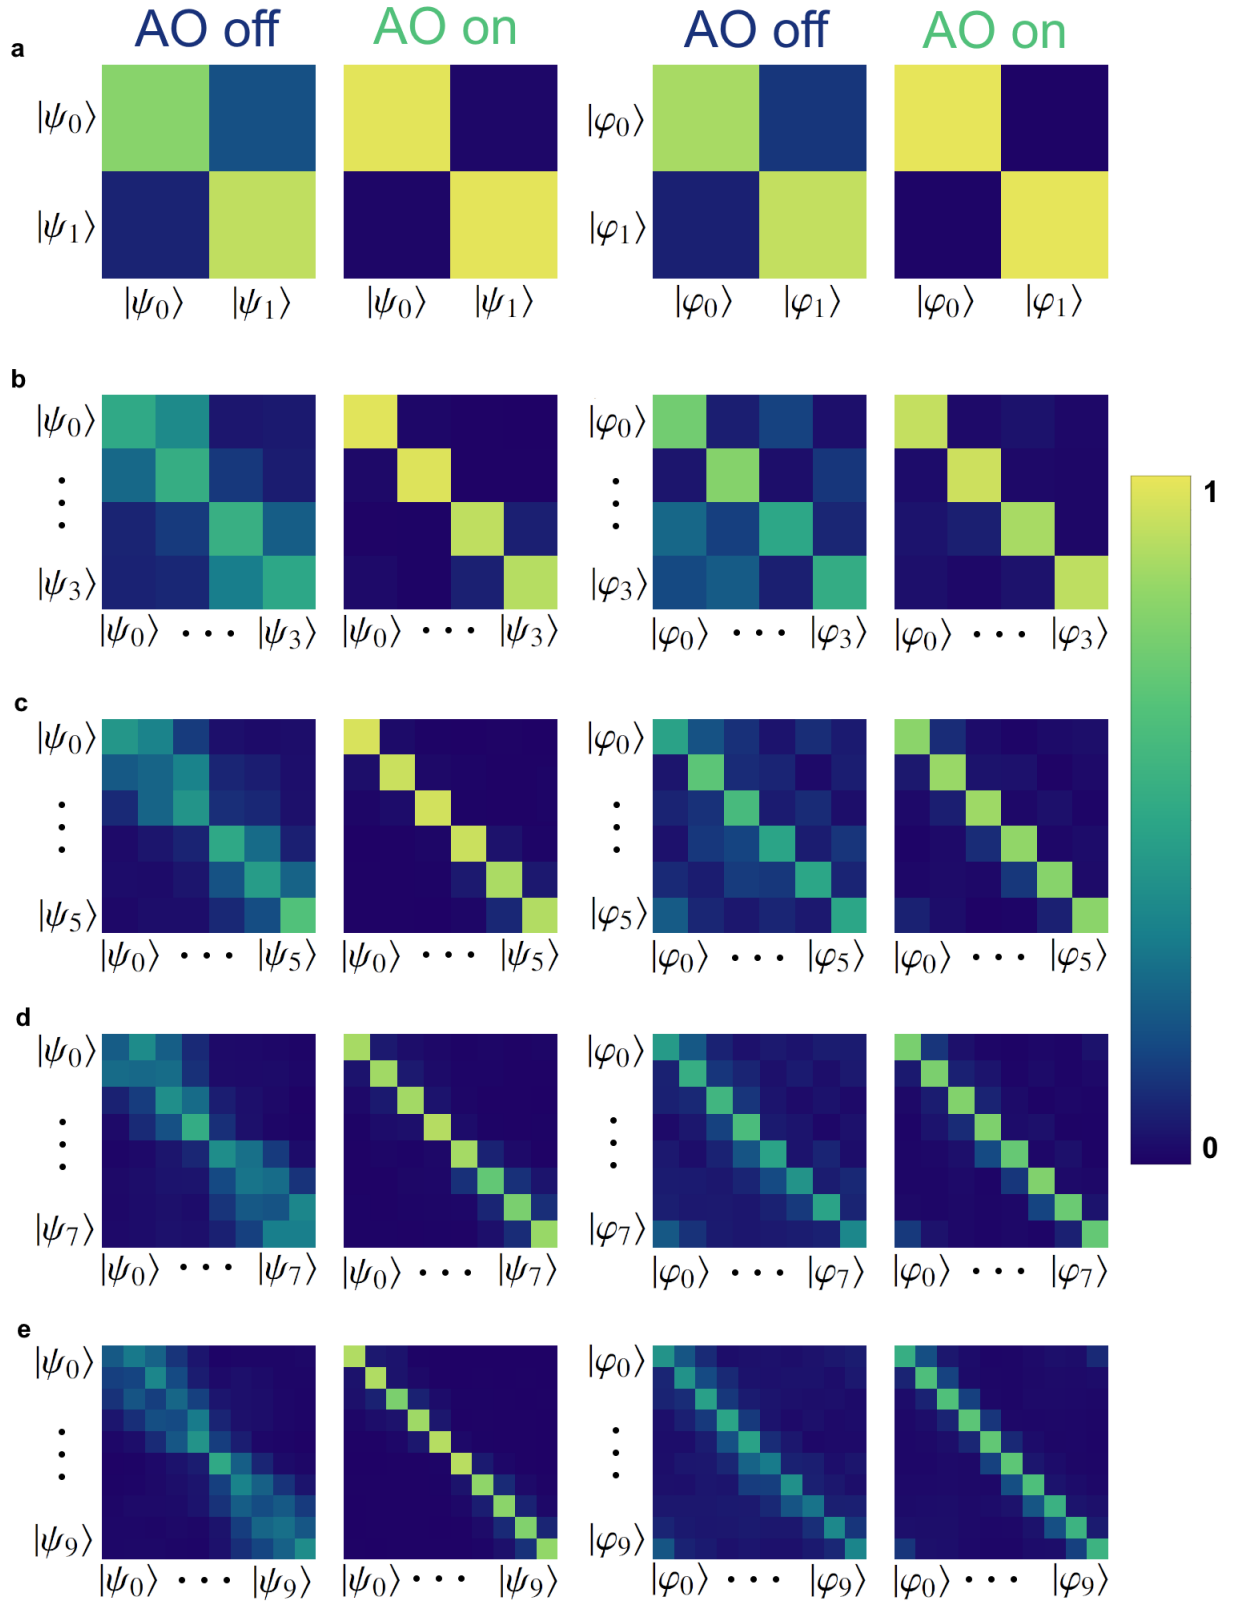 AO off AO on AO off AO on
a
|ψ0⟩ |φ0⟩
|ψ1⟩ |φ1⟩
|ψ0⟩ |ψ1⟩ |ψ0⟩ |ψ1⟩ |φ0⟩ |φ1⟩ |φ0⟩ |φ1⟩
b
|ψ0⟩ |φ0⟩
⋮ ⋮
|ψ3⟩ |φ3⟩
|ψ0⟩ ··· |ψ3⟩ |ψ0⟩ ··· |ψ3⟩ |φ0⟩ ··· |φ3⟩ |φ0⟩ ··· |φ3⟩
1
c
|ψ0⟩ |φ0⟩
⋮ ⋮
|ψ5⟩ |φ5⟩
|ψ0⟩ ··· |ψ5⟩ |ψ0⟩ ··· |ψ5⟩ |φ0⟩ ··· |φ5⟩ |φ0⟩ ··· |φ5⟩
d
|ψ0⟩ |φ0⟩
⋮ ⋮
0
|ψ7⟩ |φ7⟩
|ψ0⟩ ··· |ψ7⟩ |ψ0⟩ ··· |ψ7⟩ |φ0⟩ ··· |φ7⟩ |φ0⟩ ··· |φ7⟩
e
|ψ0⟩ |φ0⟩
⋮ ⋮
|ψ9⟩ |φ9⟩
|ψ0⟩ ··· |ψ9⟩ |ψ0⟩ ··· |ψ9⟩ |φ0⟩ ··· |φ9⟩ |φ0⟩ ··· |φ9⟩